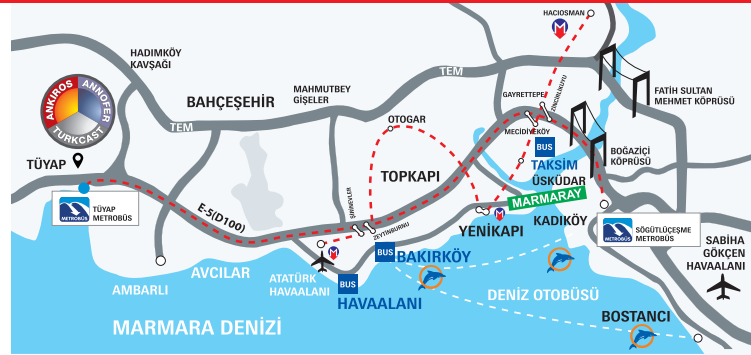 HACIOSMAN
M
HADIMKÖY
KAVŞAĞI
TEM
FATİH SULTAN
MEHMET KÖPRÜSÜ
GAYRETTEPE
ZİNCİRLİKUYU
MAHMUTBEY
GİŞELER
BAHÇEŞEHİR
ANKIROS
ANNOFER
TURKCAST
TEM
OTOGAR
MECİDİYEKÖY
BUS
TAKSİM
BOĞAZİÇİ
KÖPRÜSÜ
TÜYAP
TOPKAPI
ÜSKÜDAR
MARMARAY
METROBÜS
TÜYAP
METROBÜS
E-5(D100)
ŞİRİNEVLER
ZEYTİNBURNU
M
YENİKAPI
KADIKÖY
METROBÜS
SÖGÜTLÜÇEŞME
METROBÜS
M
BUS
BAKIRKÖY
SABİHA
GÖKÇEN
HAVAALANI
AMBARLI
AVCILAR
ATATÜRK
HAVAALANI
BUS
HAVAALANI
DENİZ OTOBÜSÜ
BOSTANCI
MARMARA DENİZİ